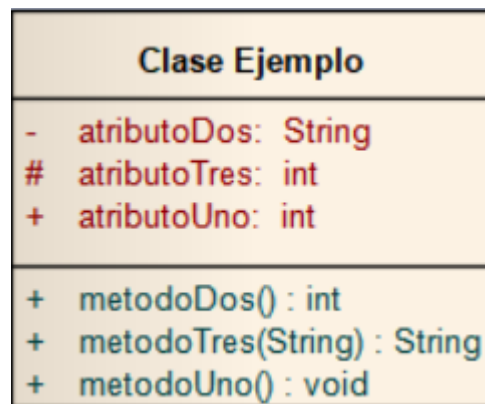 Clase Ejemplo
- atributoDos: String
# atributoTres: int
+ atributoUno: int
+ metodoDos() : int
+ metodoTres(String) : String
+ metodoUno() : void